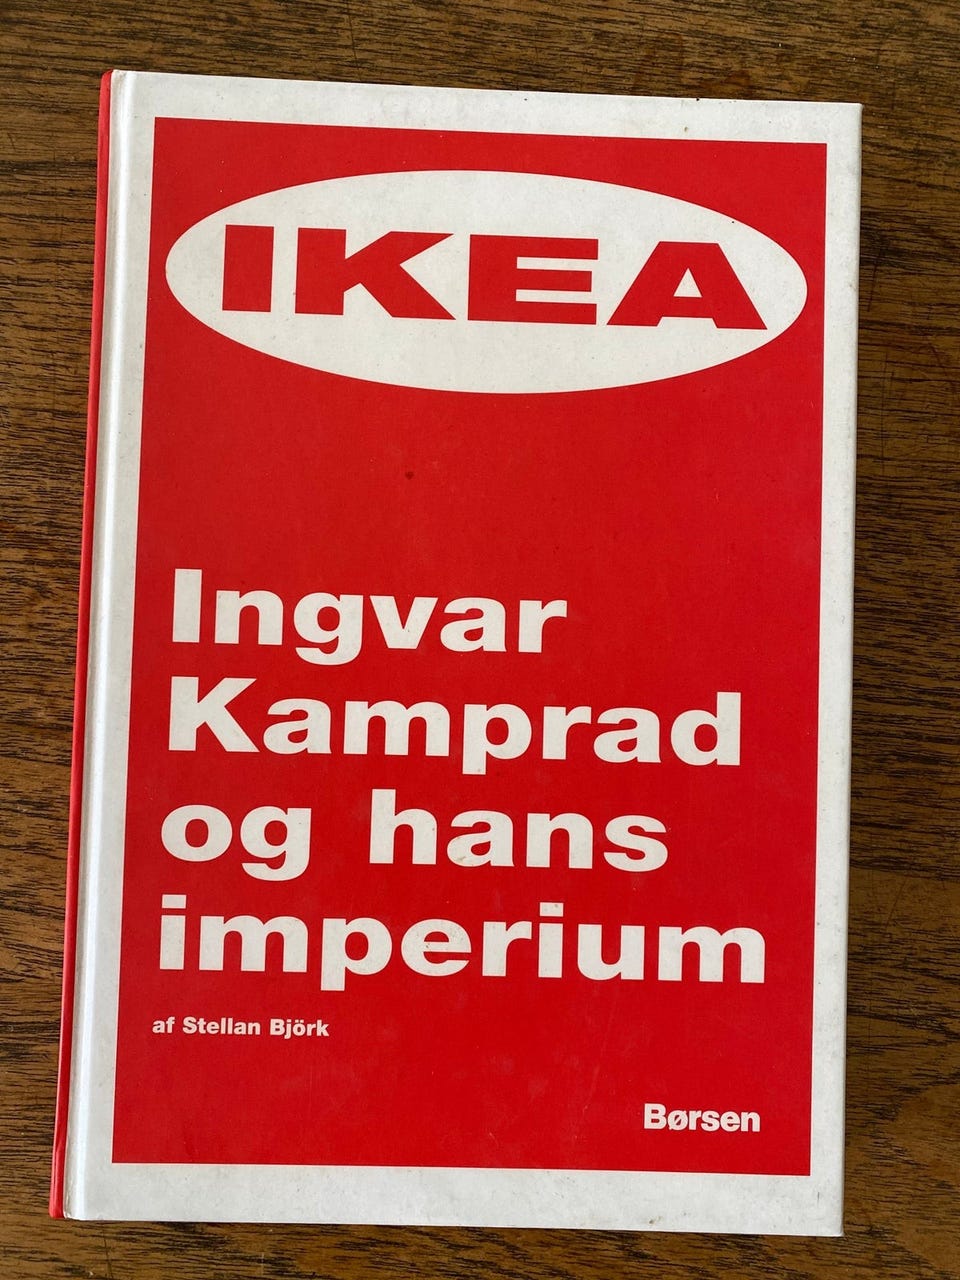 IKEA
Ingvar
Kamprad
og hans
imperium
af Stellan Björk
Børsen